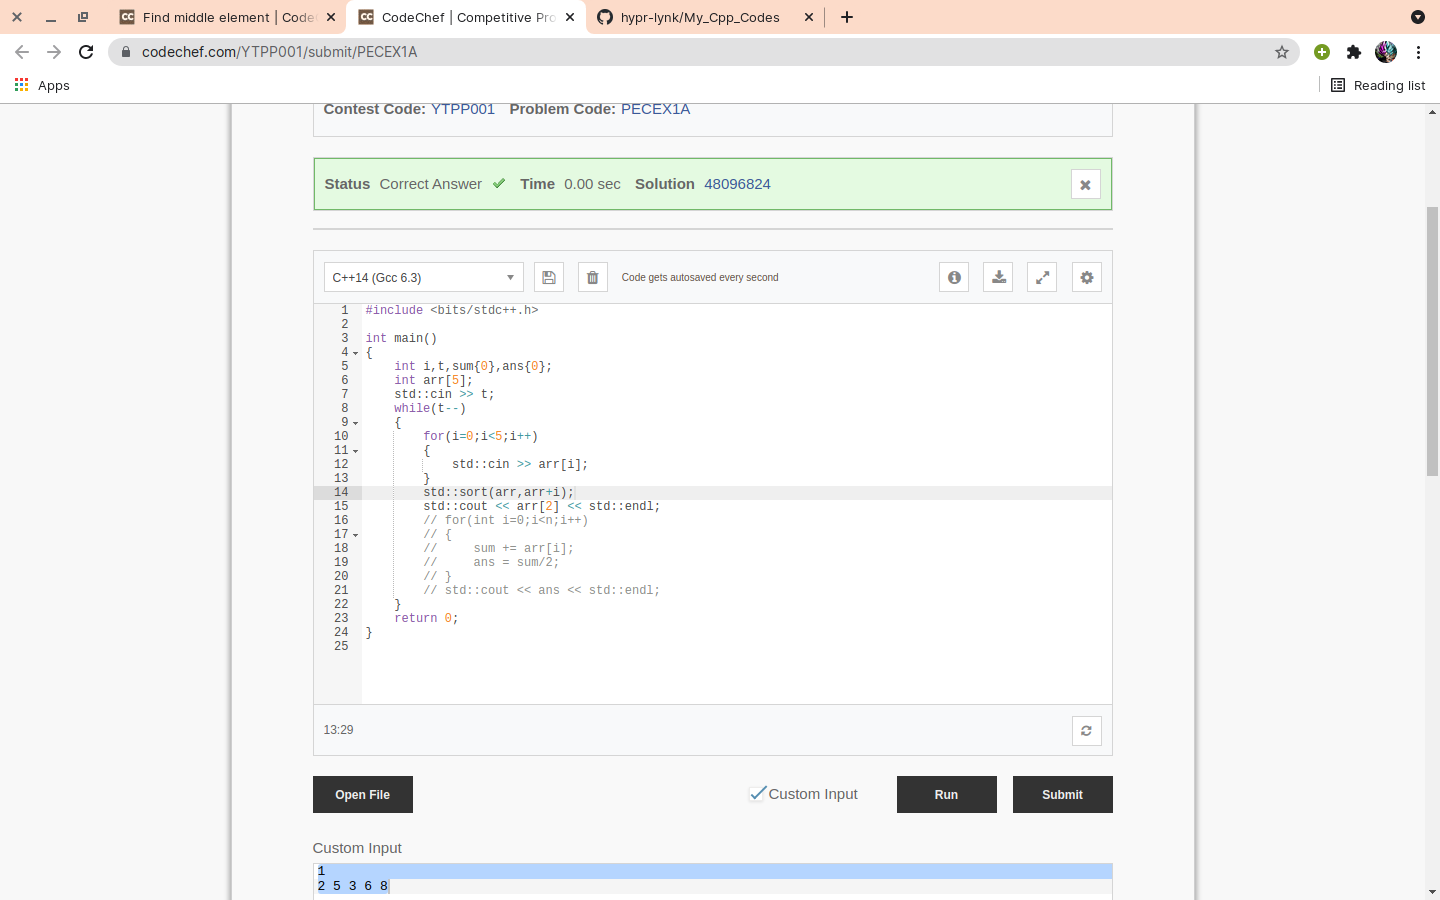 Find middle element | CodeC
CodeChef | Competitive Pro
hypr-lynk/My_Cpp_Codes
codechef.com/YTPP001/submit/PECEX1A
Apps
Reading list
Contest Code: YTPP001 Problem Code: PECEX1A
Status Correct Answer Time 0.00 sec Solution 48096824
C++14 (Gcc 6.3)
Code gets autosaved every second
1 #include <bits/stdc++.h>
2
3 int main()
4 {
5     int i,t,sum{0},ans{0};
6     int arr[5];
7     std::cin >> t;
8     while(t--)
9     {
10         for(i=0;i<5;i++)
11         {
12             std::cin >> arr[i];
13         }
14         std::sort(arr,arr+i);
15         std::cout << arr[2] << std::endl;
16         // for(int i=0;i<n;i++)
17         // {
18         //     sum += arr[i];
19         //     ans = sum/2;
20         // }
21         // std::cout << ans << std::endl;
22     }
23     return 0;
24 }
25
13:29
Open File
Custom Input
Run
Submit
Custom Input
1
2 5 3 6 8